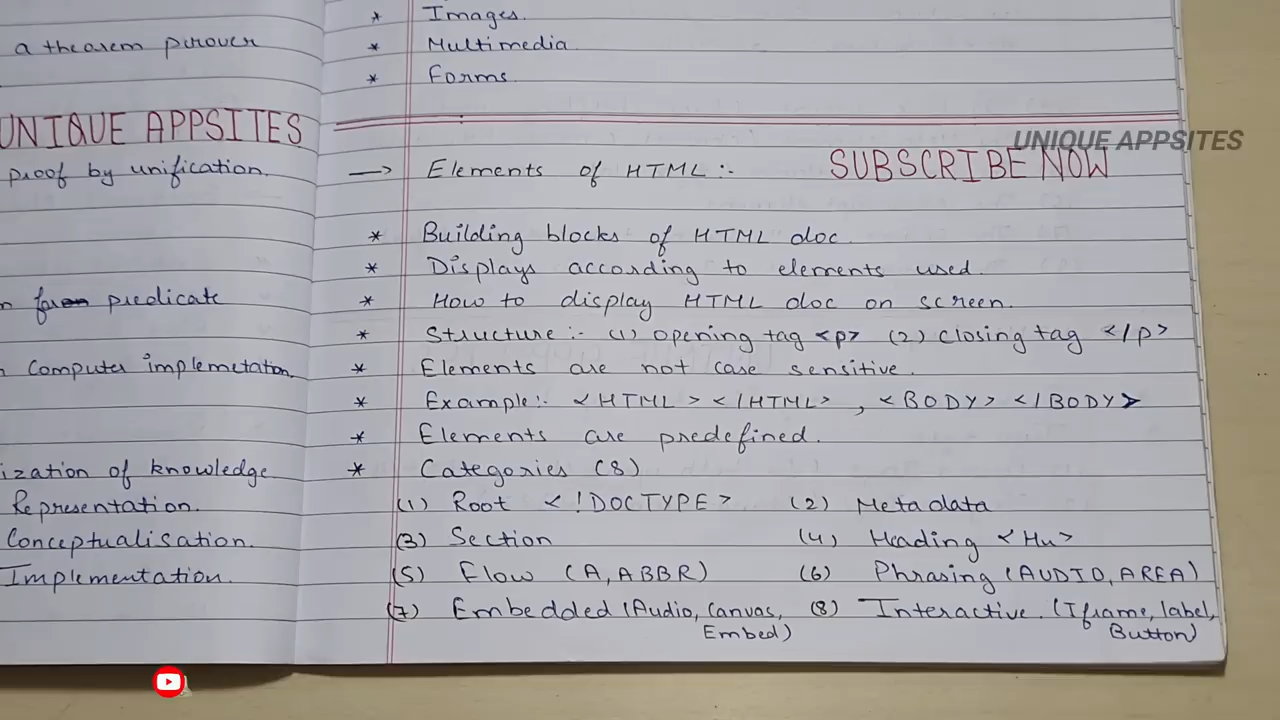 a theorem prover
UNIQUE APPSITES
proof by unification.
predicate
Computer implemetation.
ization of knowledge
Representation.
Conceptualisation.
Implementation.
* Images.
* Multimedia
* Forms.
UNIQUE APPSITES
SUBSCRIBE NOW
→ Elements of HTML :-
* Building blocks of HTML doc.
* Displays according to elements used.
* How to display HTML doc on screen.
* Structure :- (1) opening tag <p> (2) closing tag </p>
* Elements are not case sensitive.
* Example :- <HTML> </HTML> , <BODY> </BODY>
* Elements are predefined.
* Categories (8)
(1) Root <!DOCTYPE> (2) Metadata
(3) Section (4) Heading <Hn>
(5) Flow (A, ABBR) (6) Phrasing (AUDIO, AREA)
(7) Embedded (Audio, Canvas, Embed) (8) Interactive. (Iframe, label, Button)